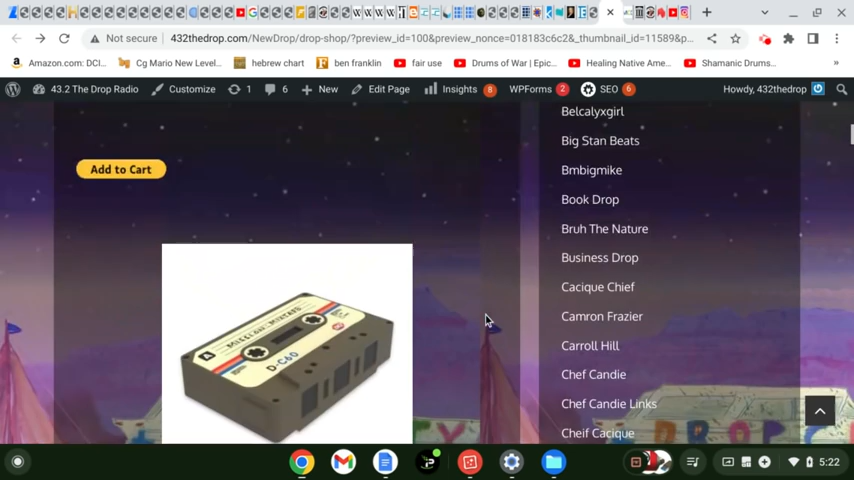 Not secure
432thedrop.com/NewDrop/drop-shop/?preview_id=100&preview_nonce=018183c6c2&_thumbnail_id=11589&p...
Amazon.com: DCI...
Cg Mario New Level...
hebrew chart
ben franklin
fair use
Drums of War | Epic...
Healing Native Ame...
Shamanic Drums...
»
43.2 The Drop Radio
Customize
1
6
New
Edit Page
Insights 8
WPForms 2
SEO 6
Howdy, 432thedrop
Belcalyxgirl
Big Stan Beats
Add to Cart
Bmbigmike
Book Drop
Bruh The Nature
Business Drop
Cacique Chief
Camron Frazier
Carroll Hill
Chef Candie
Chef Candie Links
Cheif Cacique
A
MIXTAPE
D-C60
5:22